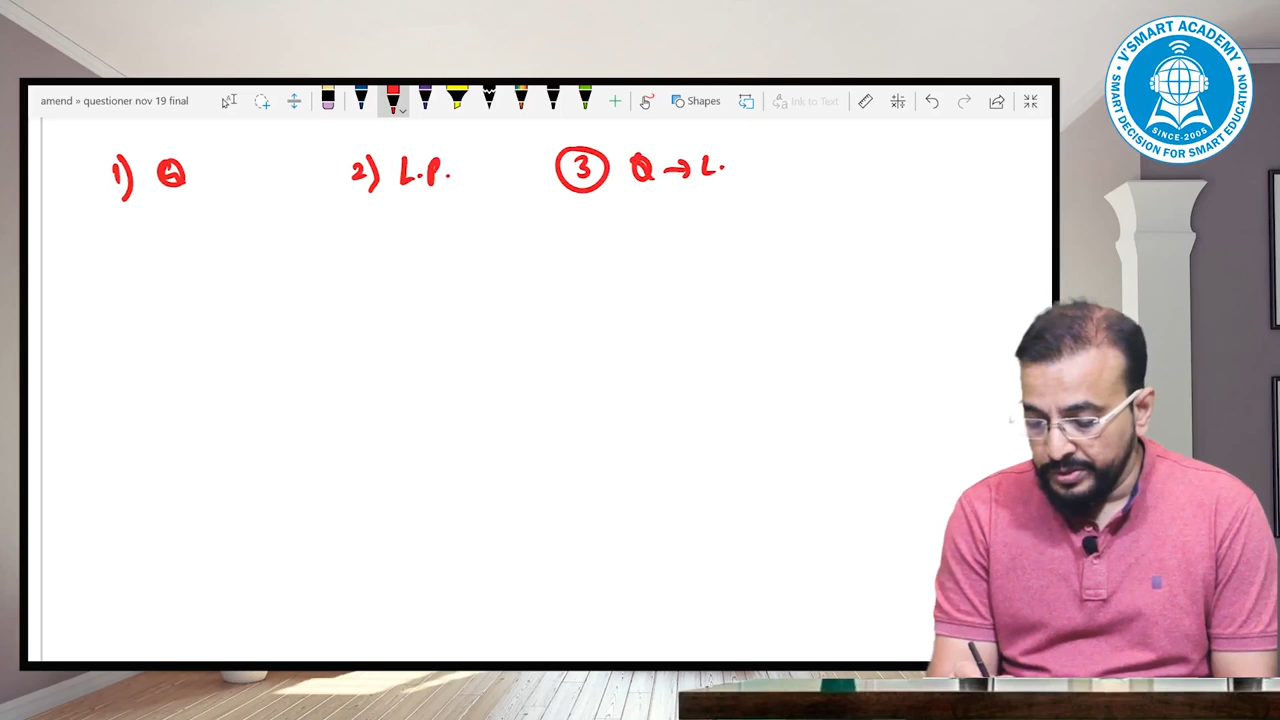 amend » questioner nov 19 final
Shapes
Ink to Text
1) Q 2) L.P. 3 Q → L.
V'SMART ACADEMY
SINCE-2005
SMART DECISION FOR SMART EDUCATION